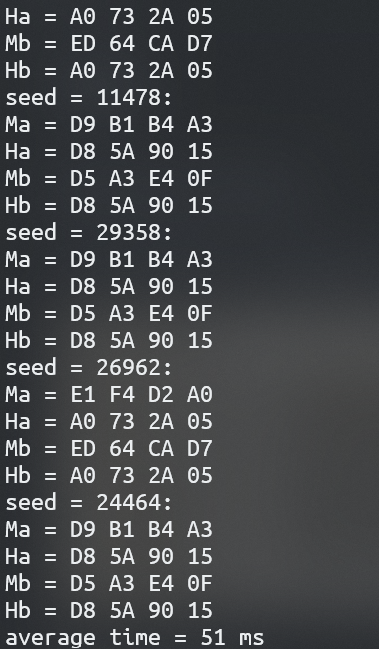 Ha = A0 73 2A 05
Mb = ED 64 CA D7
Hb = A0 73 2A 05
seed = 11478:
Ma = D9 B1 B4 A3
Ha = D8 5A 90 15
Mb = D5 A3 E4 0F
Hb = D8 5A 90 15
seed = 29358:
Ma = D9 B1 B4 A3
Ha = D8 5A 90 15
Mb = D5 A3 E4 0F
Hb = D8 5A 90 15
seed = 26962:
Ma = E1 F4 D2 A0
Ha = A0 73 2A 05
Mb = ED 64 CA D7
Hb = A0 73 2A 05
seed = 24464:
Ma = D9 B1 B4 A3
Ha = D8 5A 90 15
Mb = D5 A3 E4 0F
Hb = D8 5A 90 15
average time = 51 ms